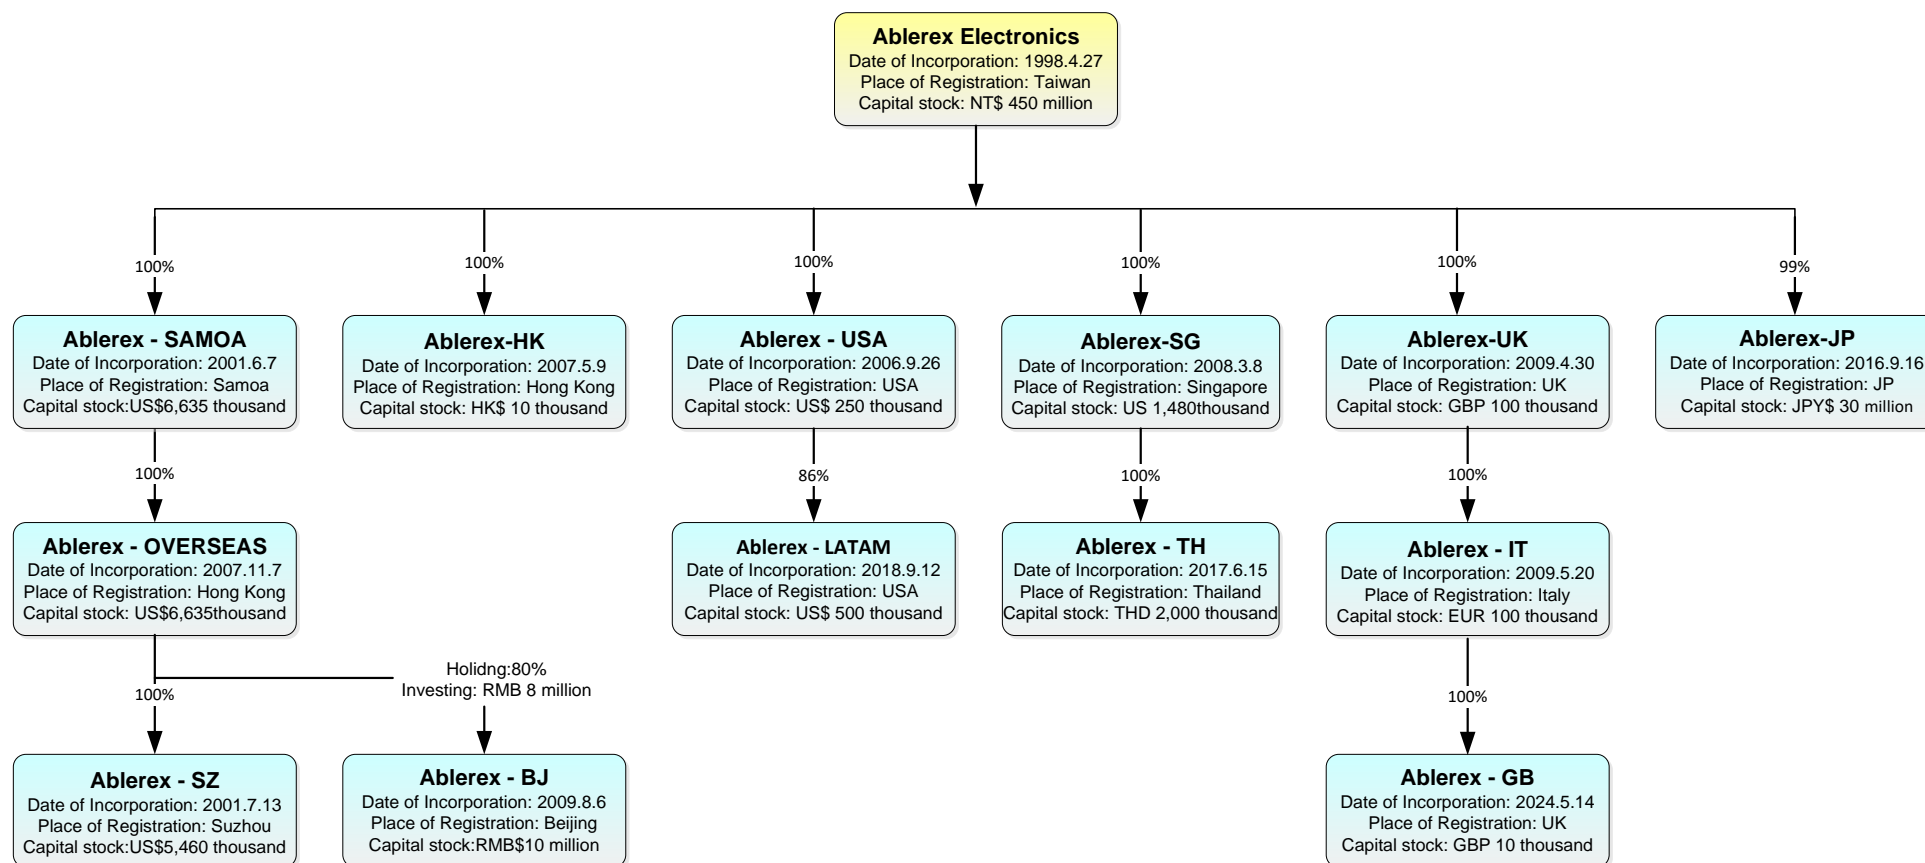 Ablerex Electronics
Date of Incorporation: 1998.4.27
Place of Registration: Taiwan
Capital stock: NT$ 450 million
100%
100%
100%
100%
100%
99%
Ablerex - SAMOA
Date of Incorporation: 2001.6.7
Place of Registration: Samoa
Capital stock:US$6,635 thousand
Ablerex-HK
Date of Incorporation: 2007.5.9
Place of Registration: Hong Kong
Capital stock: HK$ 10 thousand
Ablerex - USA
Date of Incorporation: 2006.9.26
Place of Registration: USA
Capital stock: US$ 250 thousand
Ablerex-SG
Date of Incorporation: 2008.3.8
Place of Registration: Singapore
Capital stock: US 1,480thousand
Ablerex-UK
Date of Incorporation: 2009.4.30
Place of Registration: UK
Capital stock: GBP 100 thousand
Ablerex-JP
Date of Incorporation: 2016.9.16
Place of Registration: JP
Capital stock: JPY$ 30 million
100%
86%
100%
100%
Ablerex - OVERSEAS
Date of Incorporation: 2007.11.7
Place of Registration: Hong Kong
Capital stock: US$6,635thousand
Ablerex - LATAM
Date of Incorporation: 2018.9.12
Place of Registration: USA
Capital stock: US$ 500 thousand
Ablerex - TH
Date of Incorporation: 2017.6.15
Place of Registration: Thailand
Capital stock: THD 2,000 thousand
Ablerex - IT
Date of Incorporation: 2009.5.20
Place of Registration: Italy
Capital stock: EUR 100 thousand
100%
Holidng:80%
Investing: RMB 8 million
100%
Ablerex - SZ
Date of Incorporation: 2001.7.13
Place of Registration: Suzhou
Capital stock:US$5,460 thousand
Ablerex - BJ
Date of Incorporation: 2009.8.6
Place of Registration: Beijing
Capital stock:RMB$10 million
Ablerex - GB
Date of Incorporation: 2024.5.14
Place of Registration: UK
Capital stock: GBP 10 thousand